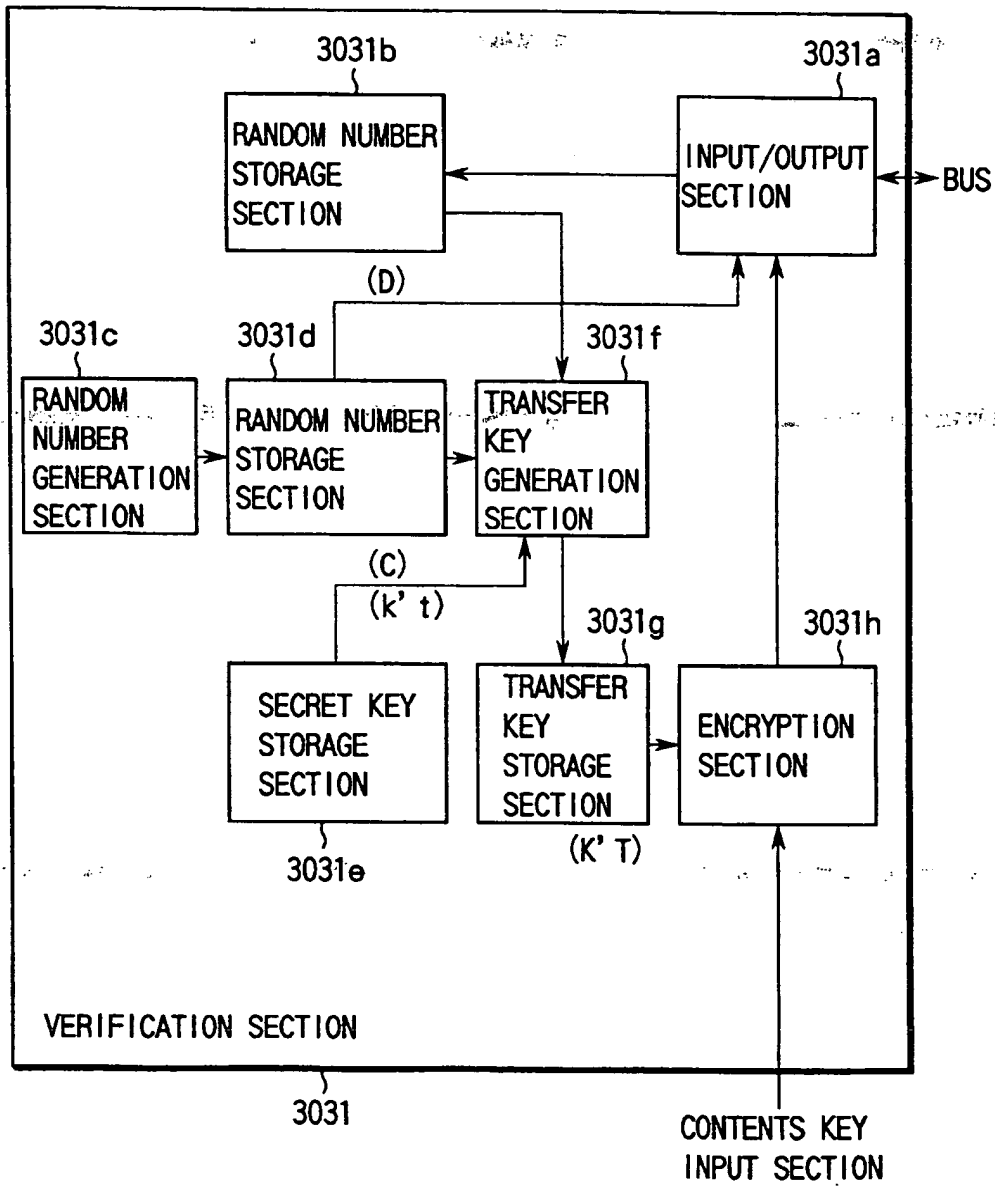 3031b
3031a
RANDOM NUMBER
STORAGE
SECTION
INPUT/OUTPUT
SECTION
BUS
(D)
3031c
3031d
3031f
RANDOM
NUMBER
GENERATION
SECTION
RANDOM NUMBER
STORAGE
SECTION
TRANSFER
KEY
GENERATION
SECTION
(C)
(k't)
3031g
3031h
SECRET KEY
STORAGE
SECTION
TRANSFER
KEY
STORAGE
SECTION
ENCRYPTION
SECTION
(K'T)
3031e
VERIFICATION SECTION
3031
CONTENTS KEY
INPUT SECTION